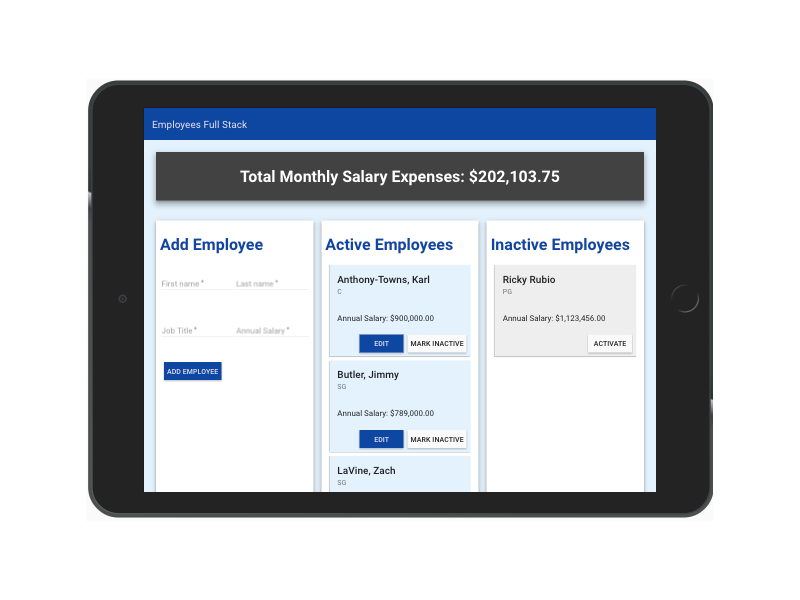 Employees Full Stack
Total Monthly Salary Expenses: $202,103.75
Add Employee
First name * Last name *
Job Title * Annual Salary *
ADD EMPLOYEE
Active Employees
Anthony-Towns, Karl
C
Annual Salary: $900,000.00
EDIT MARK INACTIVE
Butler, Jimmy
SG
Annual Salary: $789,000.00
EDIT MARK INACTIVE
LaVine, Zach
SG
Inactive Employees
Ricky Rubio
PG
Annual Salary: $1,123,456.00
ACTIVATE